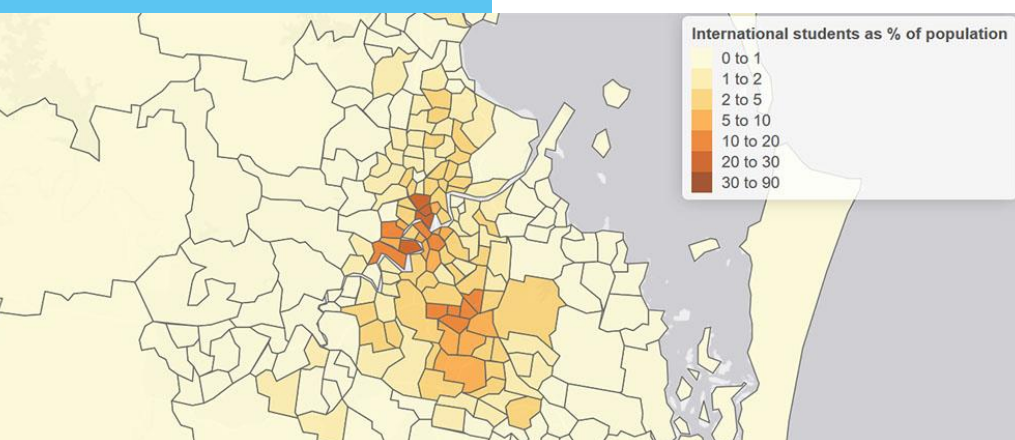 International students as % of population
0 to 1
1 to 2
2 to 5
5 to 10
10 to 20
20 to 30
30 to 90